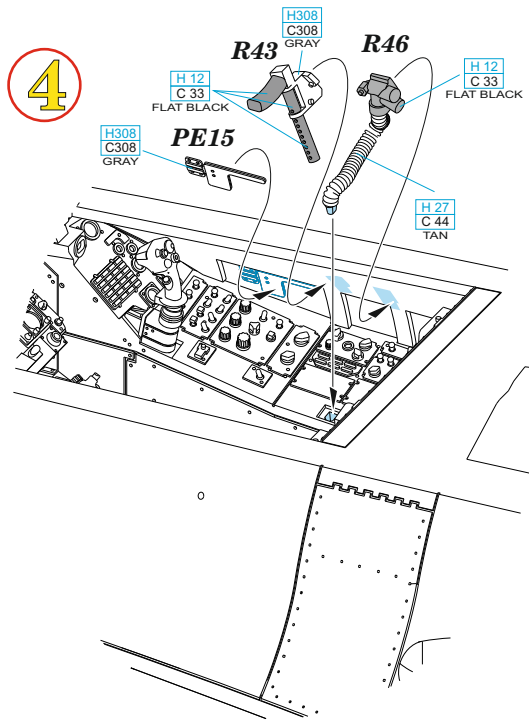 4
H308
C308
GRAY
R43
R46
H 12
C 33
FLAT BLACK
H 12
C 33
FLAT BLACK
H308
C308
GRAY
PE15
H 27
C 44
TAN